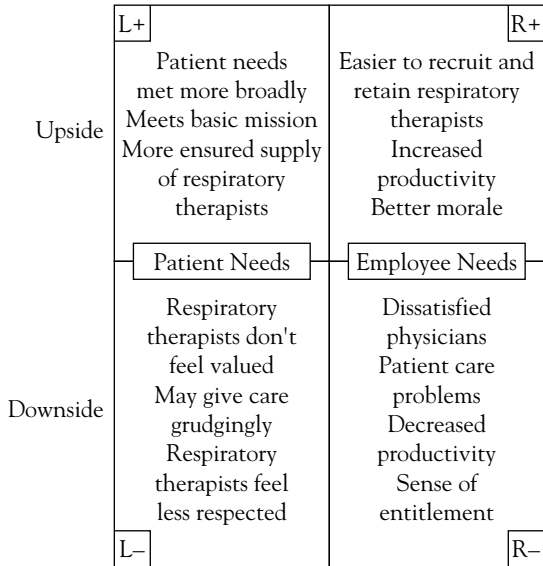 L+
R+
Upside
Patient needs
met more broadly
Meets basic mission
More ensured supply
of respiratory
therapists
Easier to recruit and
retain respiratory
therapists
Increased
productivity
Better morale
Patient Needs
Employee Needs
Downside
Respiratory
therapists don't
feel valued
May give care
grudgingly
Respiratory
therapists feel
less respected
Dissatisfied
physicians
Patient care
problems
Decreased
productivity
Sense of
entitlement
L–
R–